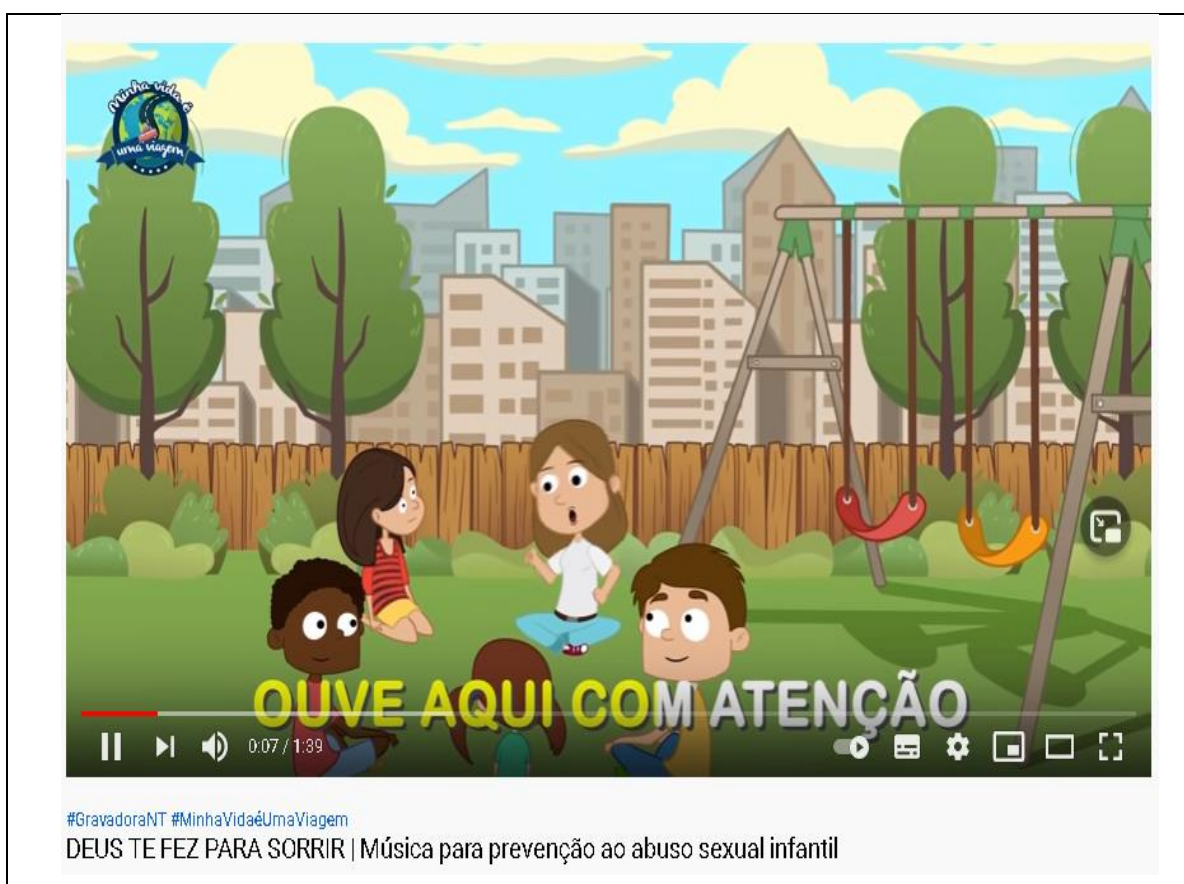 Minha vida é
uma viagem
OUVE AQUI COM ATENÇÃO
0:07 / 1:39
#GravadoraNT #MinhaVidaéUmaViagem
DEUS TE FEZ PARA SORRIR | Música para prevenção ao abuso sexual infantil